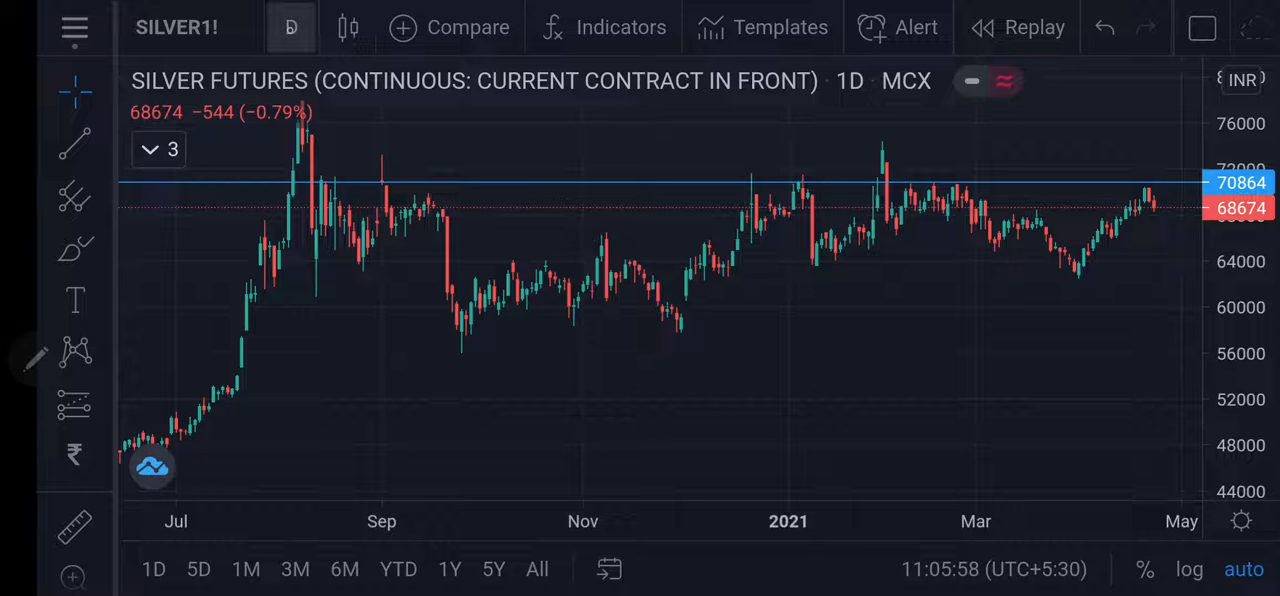 SILVER1! D Compare Indicators Templates Alert Replay
SILVER FUTURES (CONTINUOUS: CURRENT CONTRACT IN FRONT) · 1D · MCX
INR
68674 −544 (−0.79%)
3
76000
72000
70864
68674
64000
60000
56000
52000
48000
44000
T
₹
Jul Sep Nov 2021 Mar May
1D 5D 1M 3M 6M YTD 1Y 5Y All 11:05:58 (UTC+5:30) % log auto